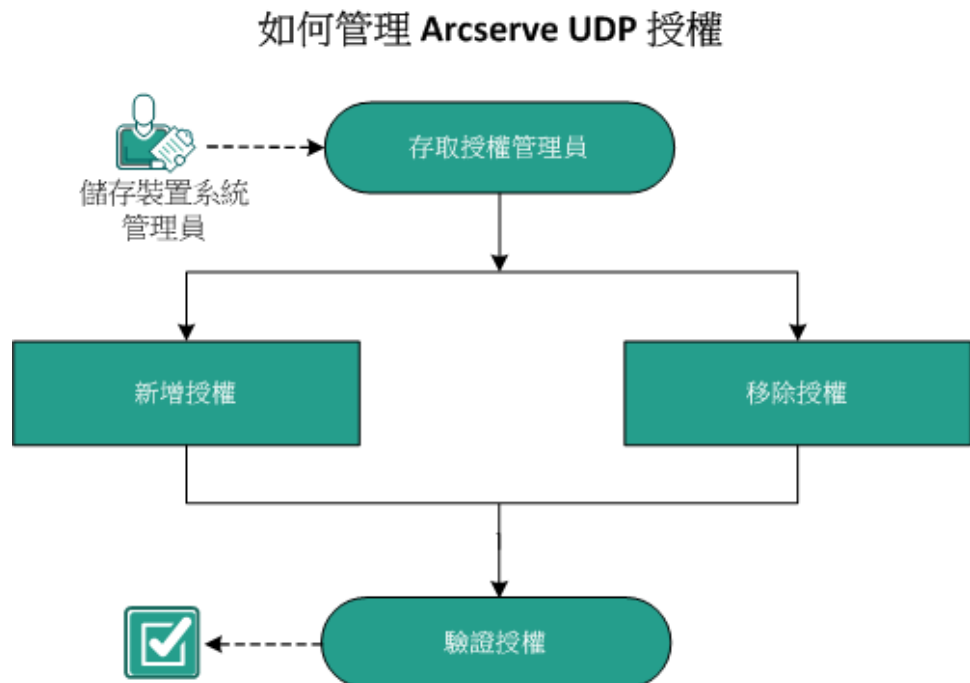 如何管理 Arcserve UDP 授權
存取授權管理員
儲存裝置系統
管理員
新增授權
移除授權
驗證授權